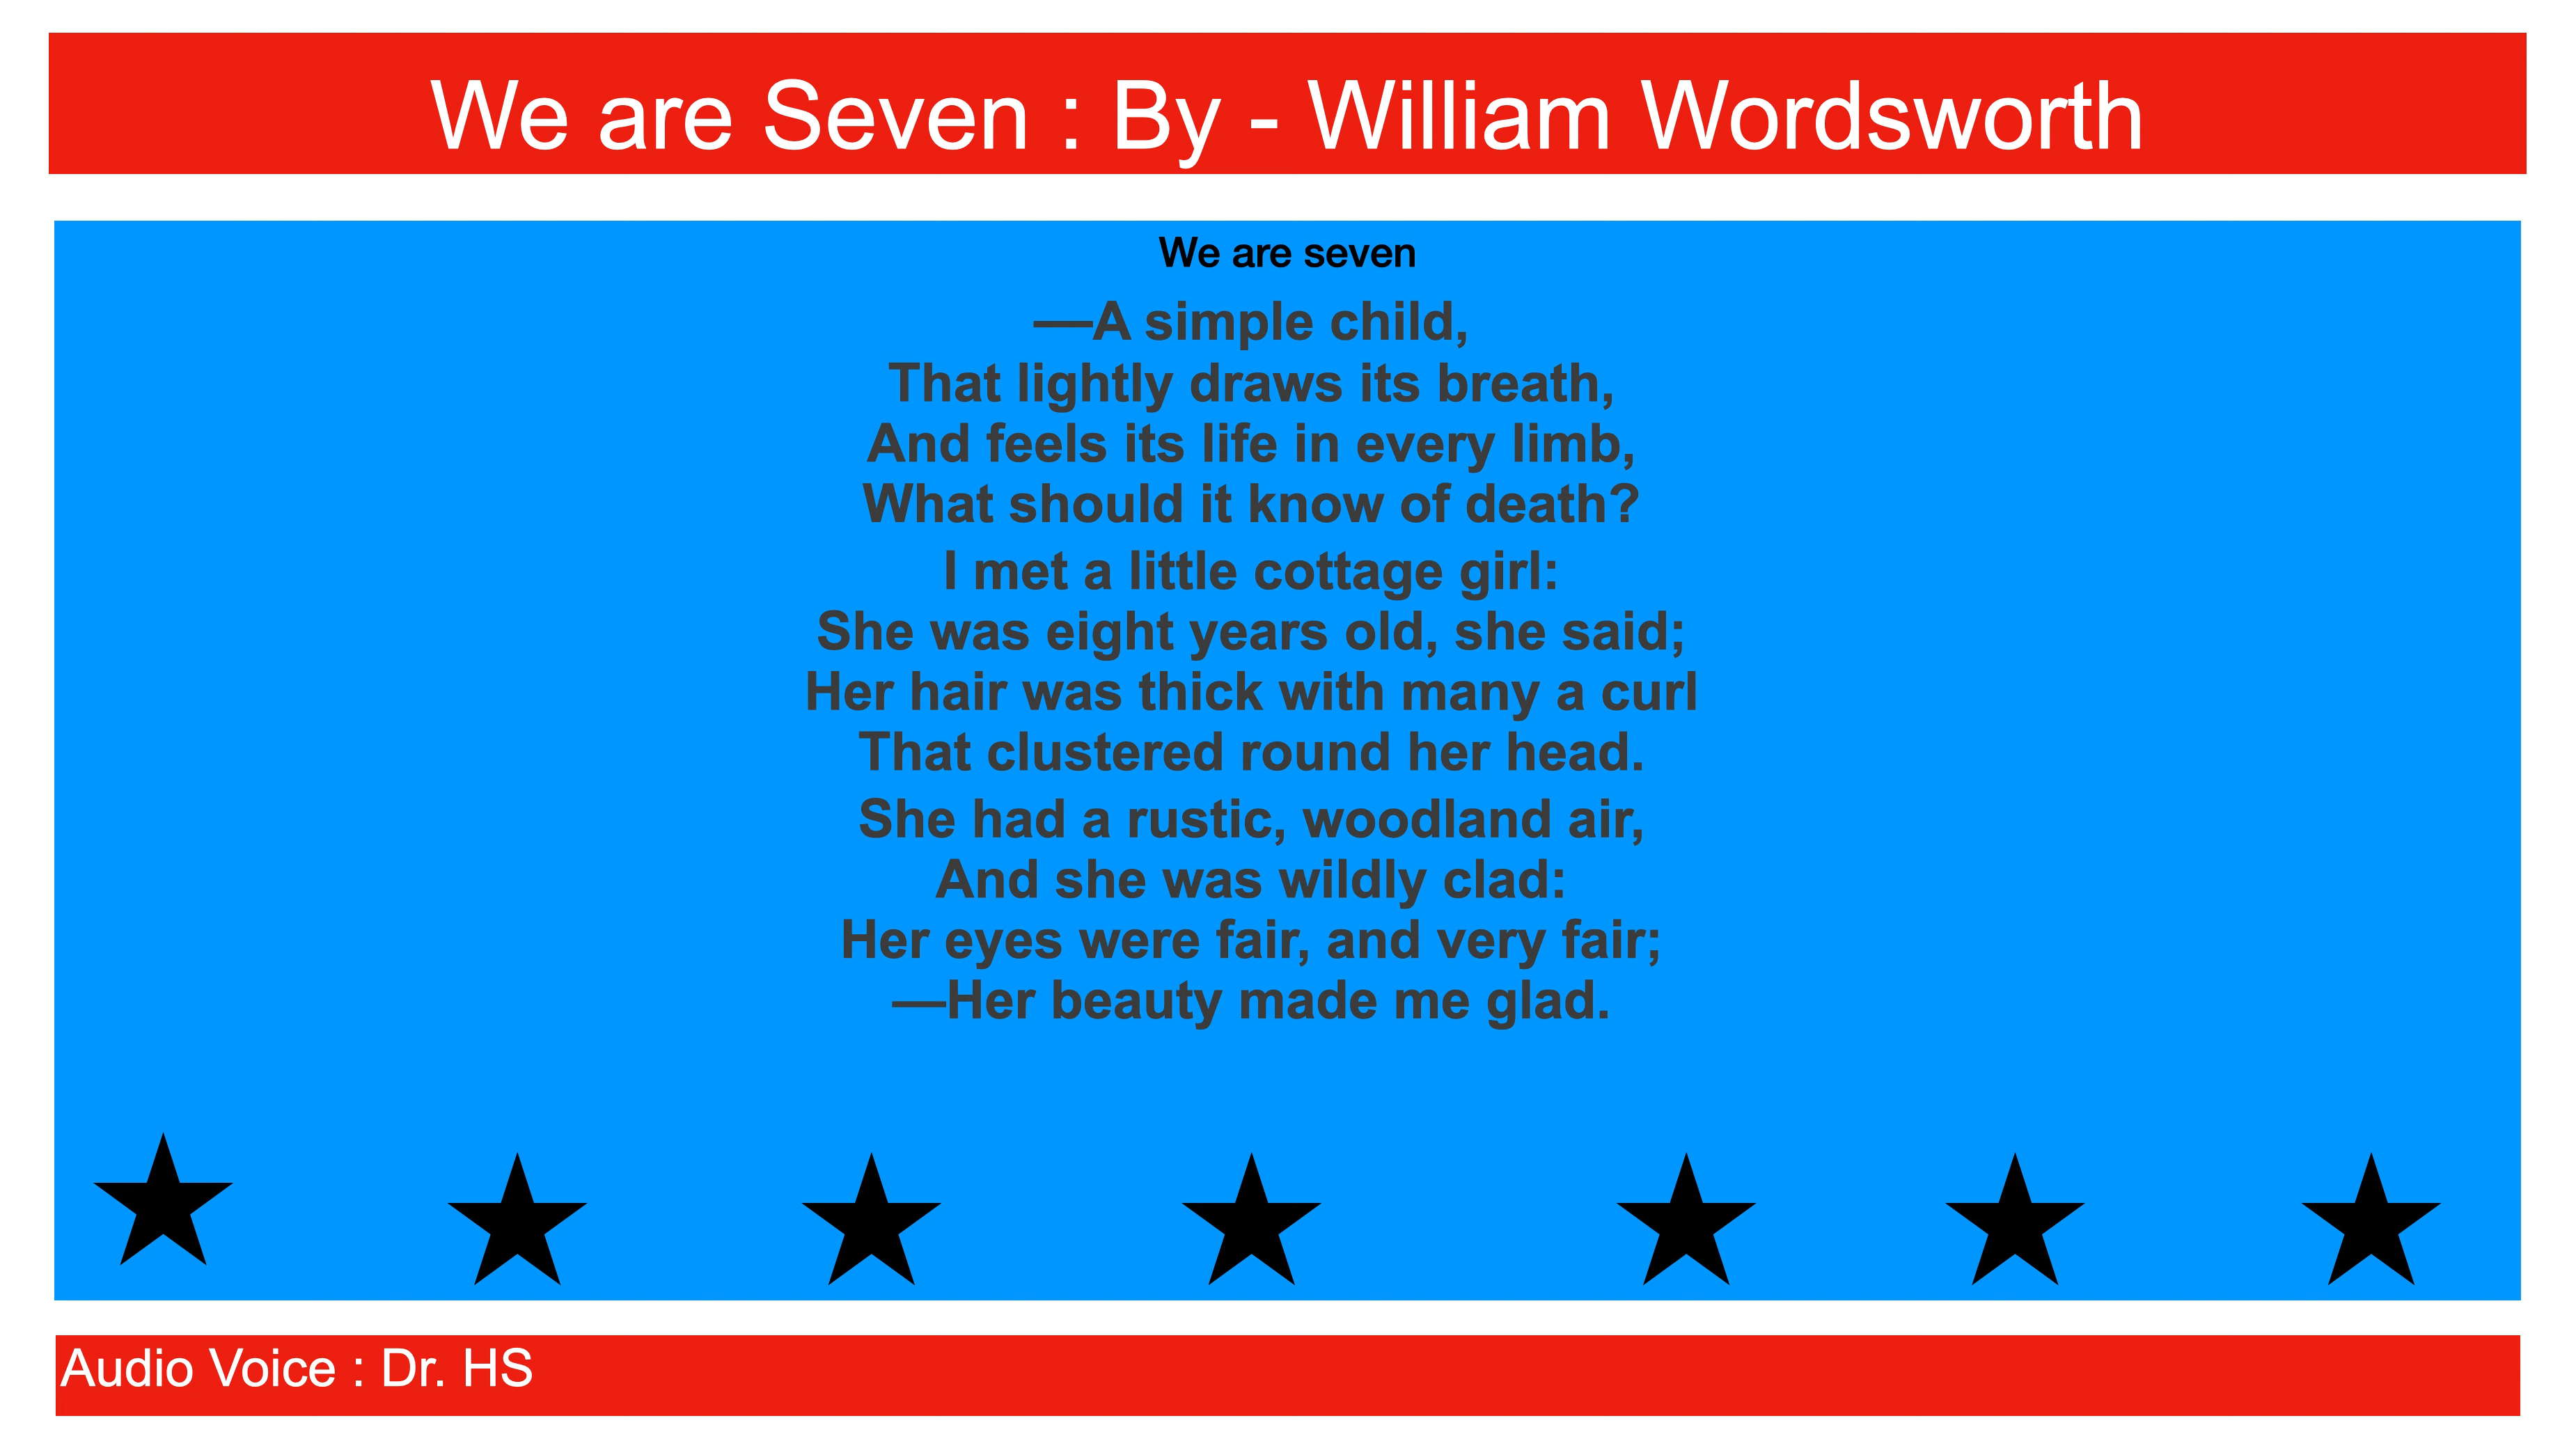 We are Seven : By - William Wordsworth
We are seven
—A simple child,
That lightly draws its breath,
And feels its life in every limb,
What should it know of death?
I met a little cottage girl:
She was eight years old, she said;
Her hair was thick with many a curl
That clustered round her head.
She had a rustic, woodland air,
And she was wildly clad:
Her eyes were fair, and very fair;
—Her beauty made me glad.
Audio Voice : Dr. HS